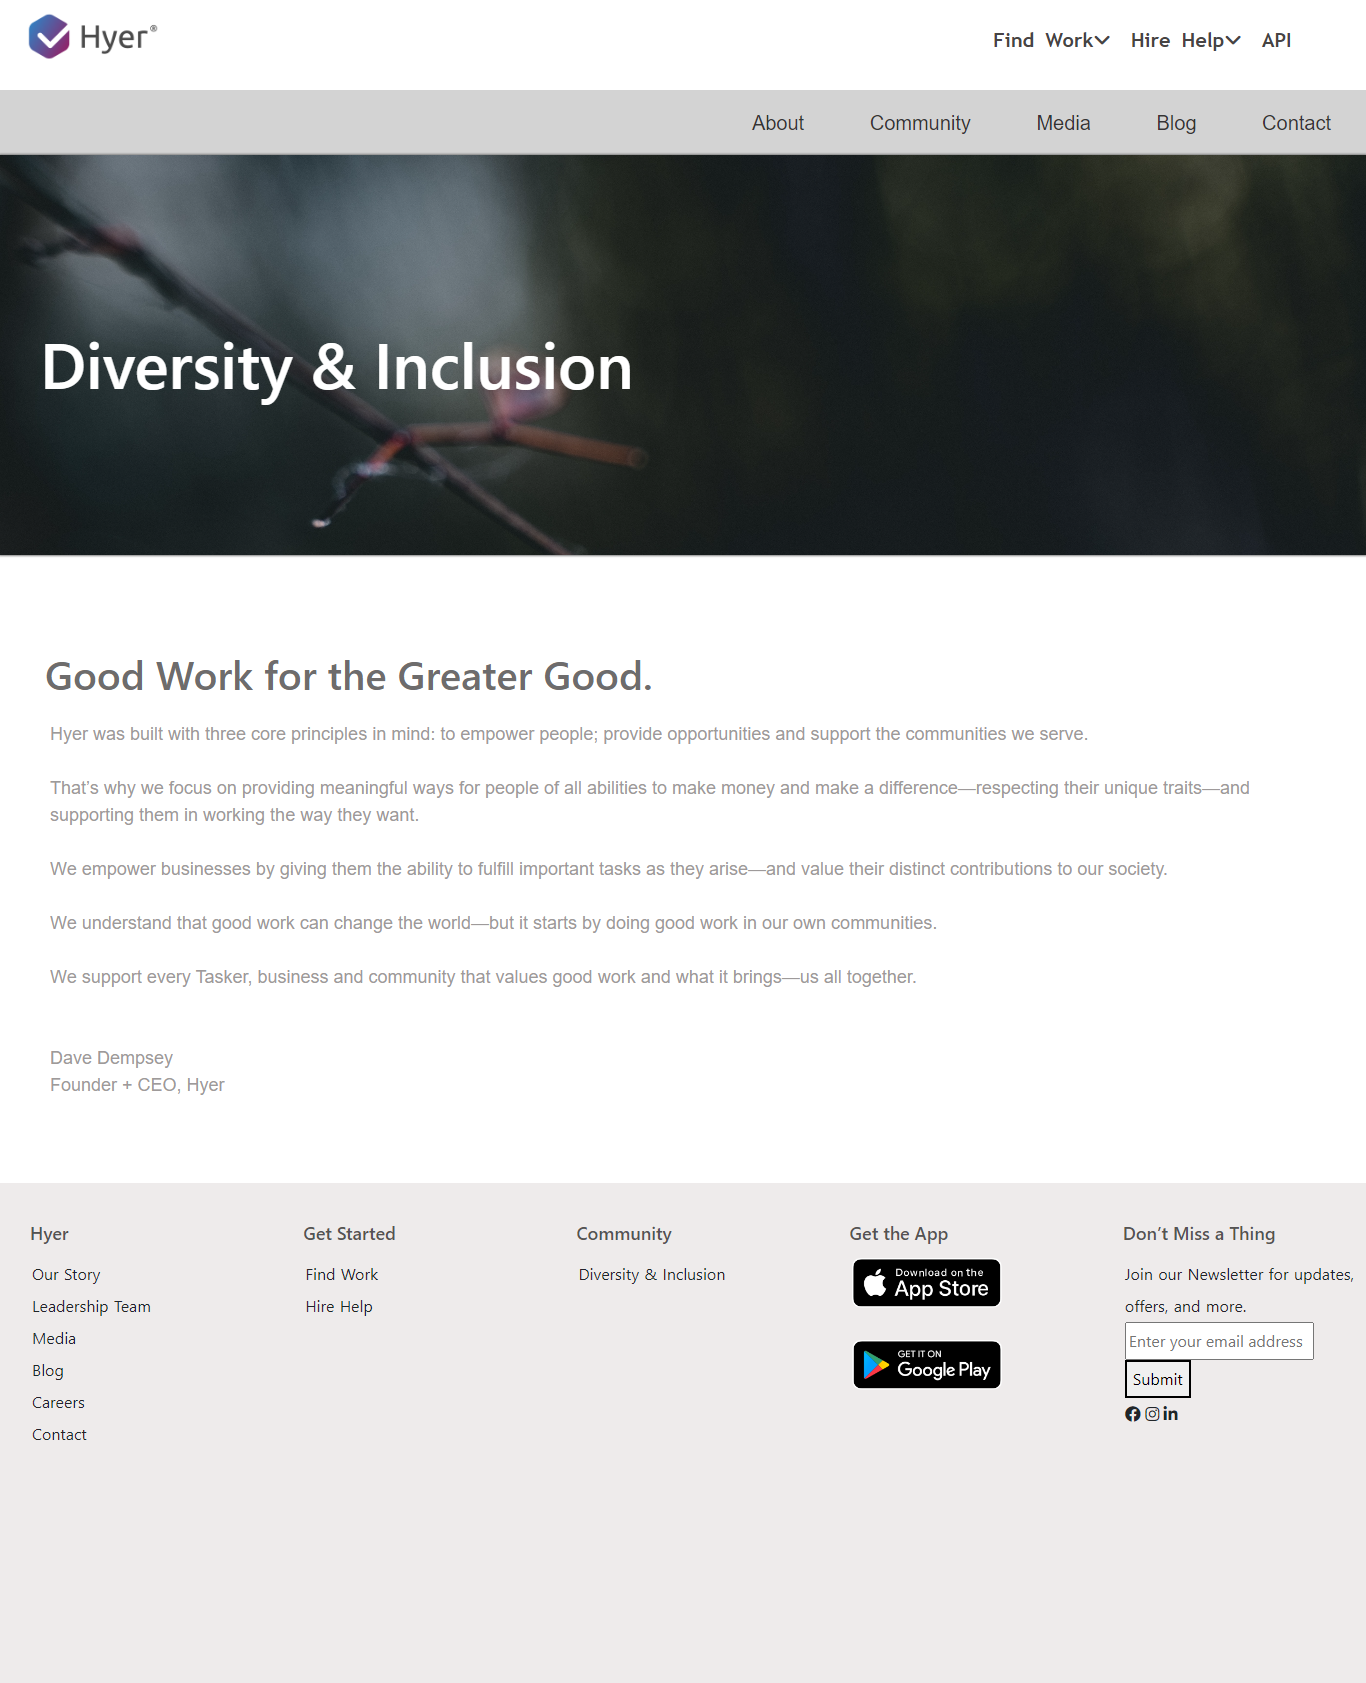 Hyer®
Find Work Hire Help API
About Community Media Blog Contact
Diversity & Inclusion
Good Work for the Greater Good.
Hyer was built with three core principles in mind: to empower people; provide opportunities and support the communities we serve.
That’s why we focus on providing meaningful ways for people of all abilities to make money and make a difference—respecting their unique traits—and
supporting them in working the way they want.
We empower businesses by giving them the ability to fulfill important tasks as they arise—and value their distinct contributions to our society.
We understand that good work can change the world—but it starts by doing good work in our own communities.
We support every Tasker, business and community that values good work and what it brings—us all together.
Dave Dempsey
Founder + CEO, Hyer
Hyer
Our Story
Leadership Team
Media
Blog
Careers
Contact
Get Started
Find Work
Hire Help
Community
Diversity & Inclusion
Get the App
Download on the
App Store
GET IT ON
Google Play
Don’t Miss a Thing
Join our Newsletter for updates,
offers, and more.
Enter your email address
Submit